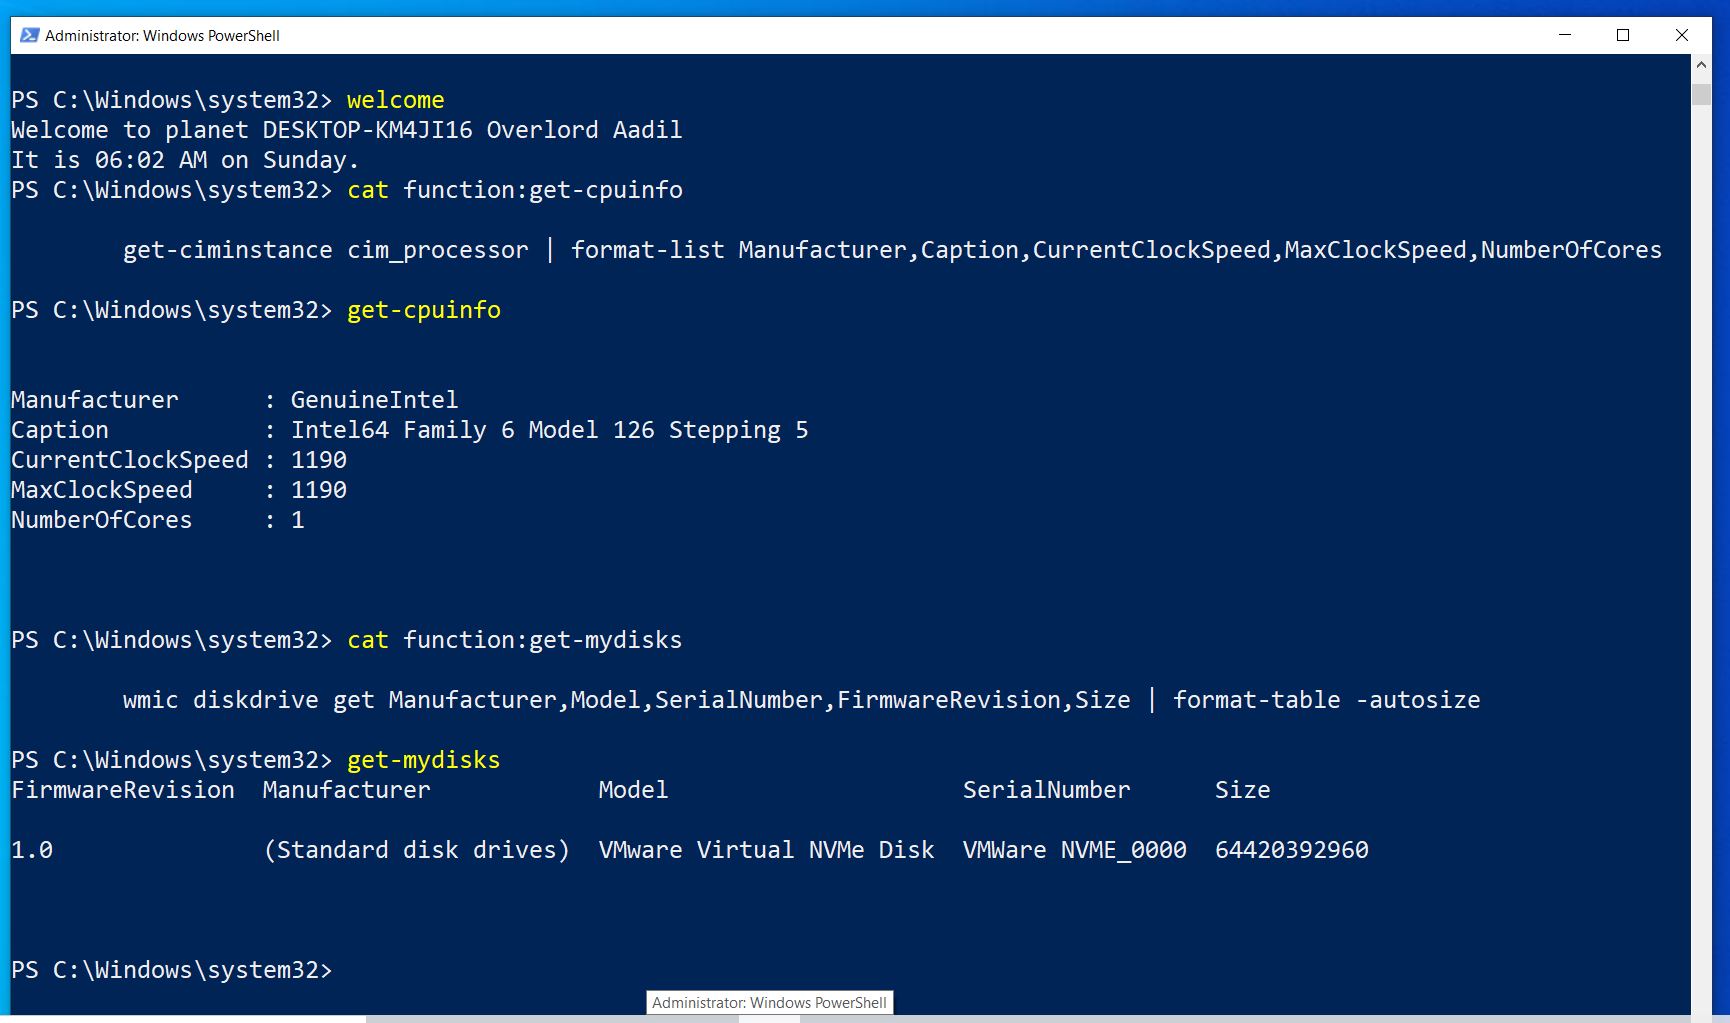 Administrator: Windows PowerShell
PS C:\Windows\system32> welcome
Welcome to planet DESKTOP-KM4JI16 Overlord Aadil
It is 06:02 AM on Sunday.
PS C:\Windows\system32> cat function:get-cpuinfo
get-ciminstance cim_processor | format-list Manufacturer,Caption,CurrentClockSpeed,MaxClockSpeed,NumberOfCores
PS C:\Windows\system32> get-cpuinfo
Manufacturer      : GenuineIntel
Caption           : Intel64 Family 6 Model 126 Stepping 5
CurrentClockSpeed : 1190
MaxClockSpeed     : 1190
NumberOfCores     : 1
PS C:\Windows\system32> cat function:get-mydisks
wmic diskdrive get Manufacturer,Model,SerialNumber,FirmwareRevision,Size | format-table -autosize
PS C:\Windows\system32> get-mydisks
FirmwareRevision  Manufacturer            Model                     SerialNumber      Size
1.0               (Standard disk drives)  VMware Virtual NVMe Disk  VMWare NVME_0000  64420392960
PS C:\Windows\system32>
Administrator: Windows PowerShell